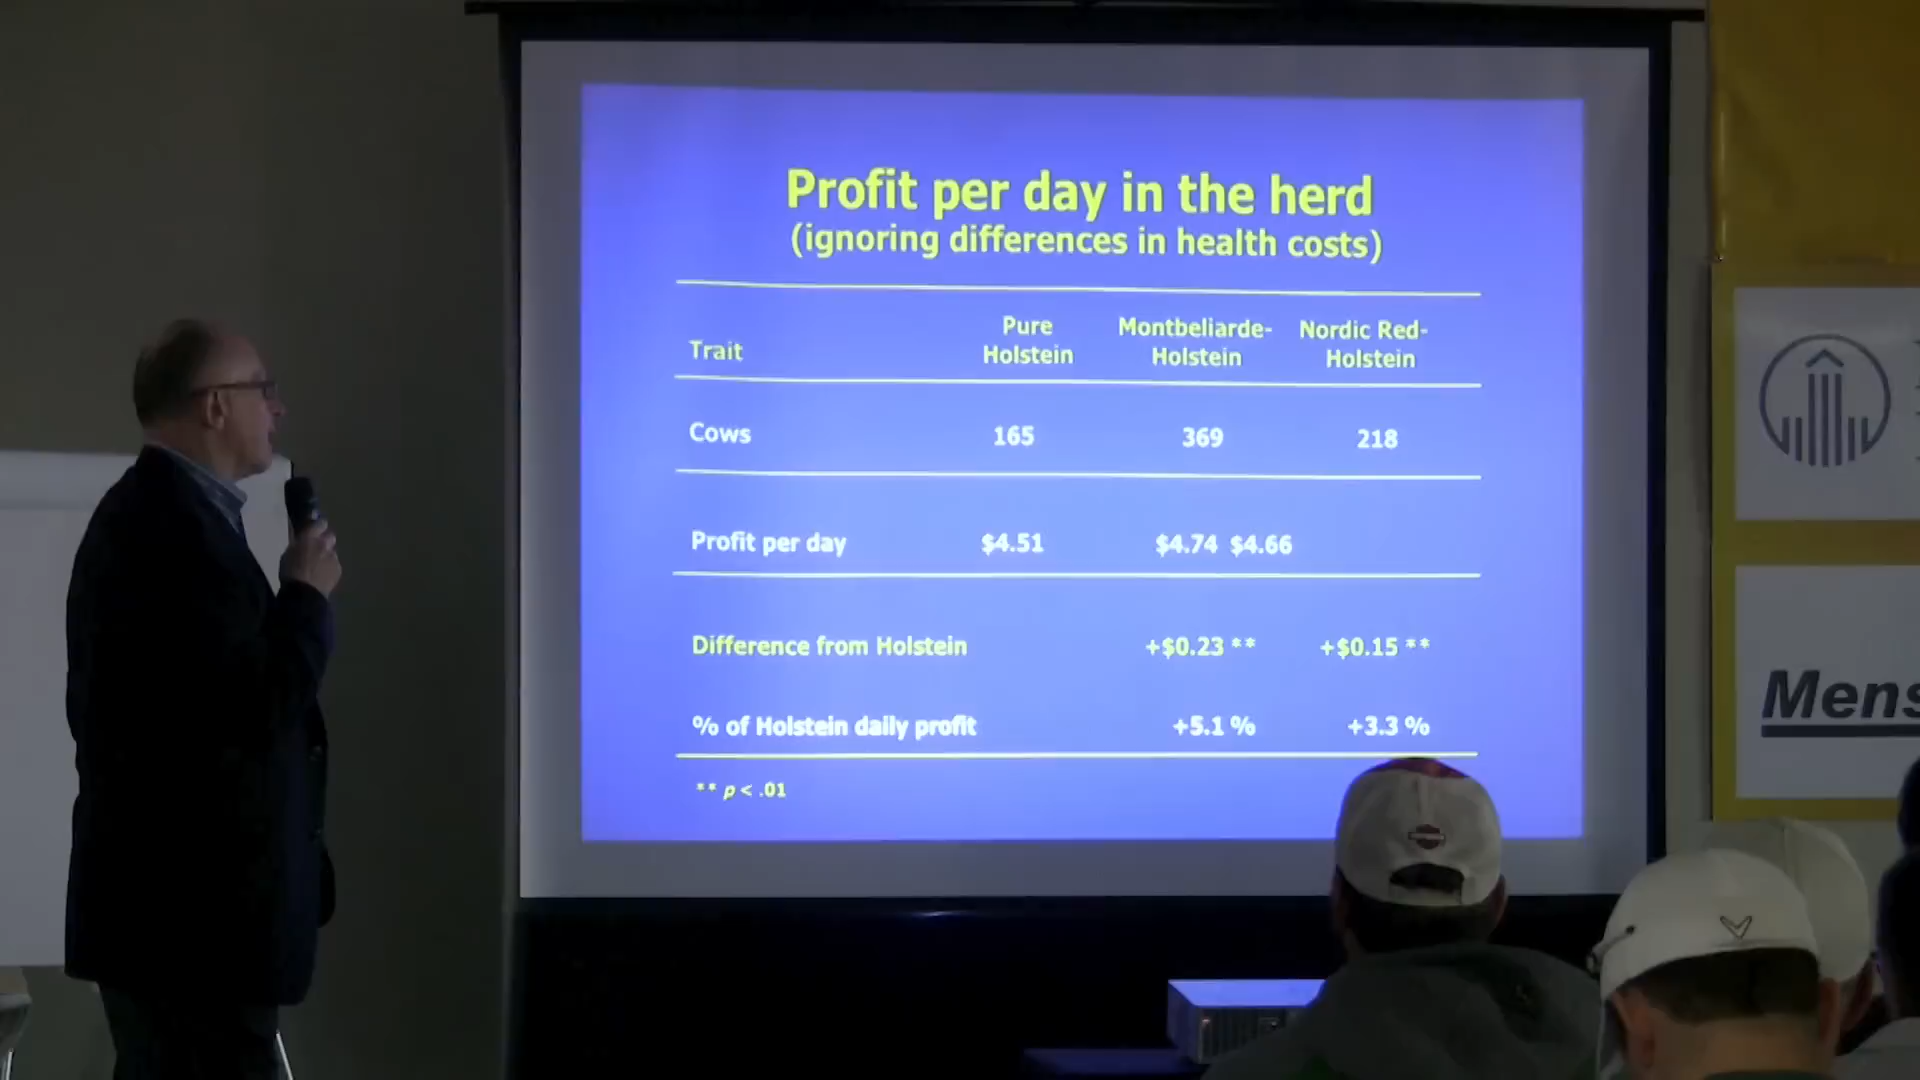 Profit per day in the herd
(ignoring differences in health costs)
Trait
Pure
Holstein
Montbeliarde-
Holstein
Nordic Red-
Holstein
Cows 165 369 218
Profit per day $4.51 $4.74 $4.66
Difference from Holstein +$0.23 ** +$0.15 **
% of Holstein daily profit +5.1 % +3.3 %
** p < .01
Mens